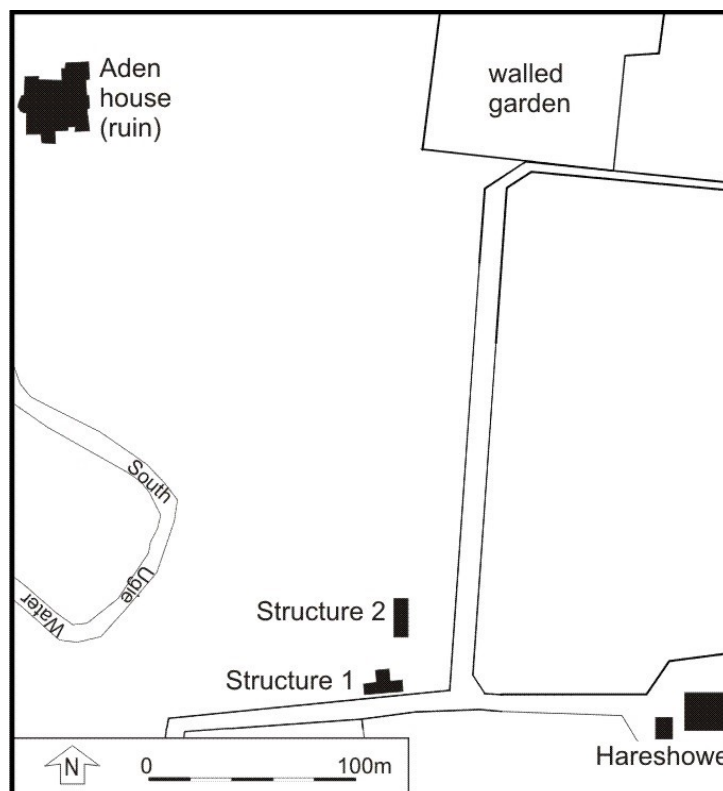 Aden
house
(ruin)
walled
garden
South
Ugie
Water
Structure 2
Structure 1
Hareshowe
N
0 100m